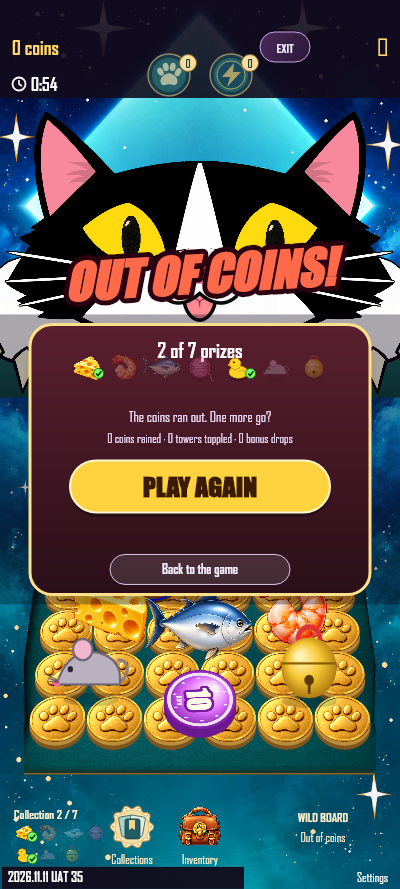 0 coins
EXIT
0:54
0
0
OUT OF COINS!
2 of 7 prizes
The coins ran out. One more go?
0 coins rained · 0 towers toppled · 0 bonus drops
PLAY AGAIN
Back to the game
10
Collection 2 / 7
Collections
Inventory
WILD BOARD
Out of coins
2026.11.11 UAT 35
Settings